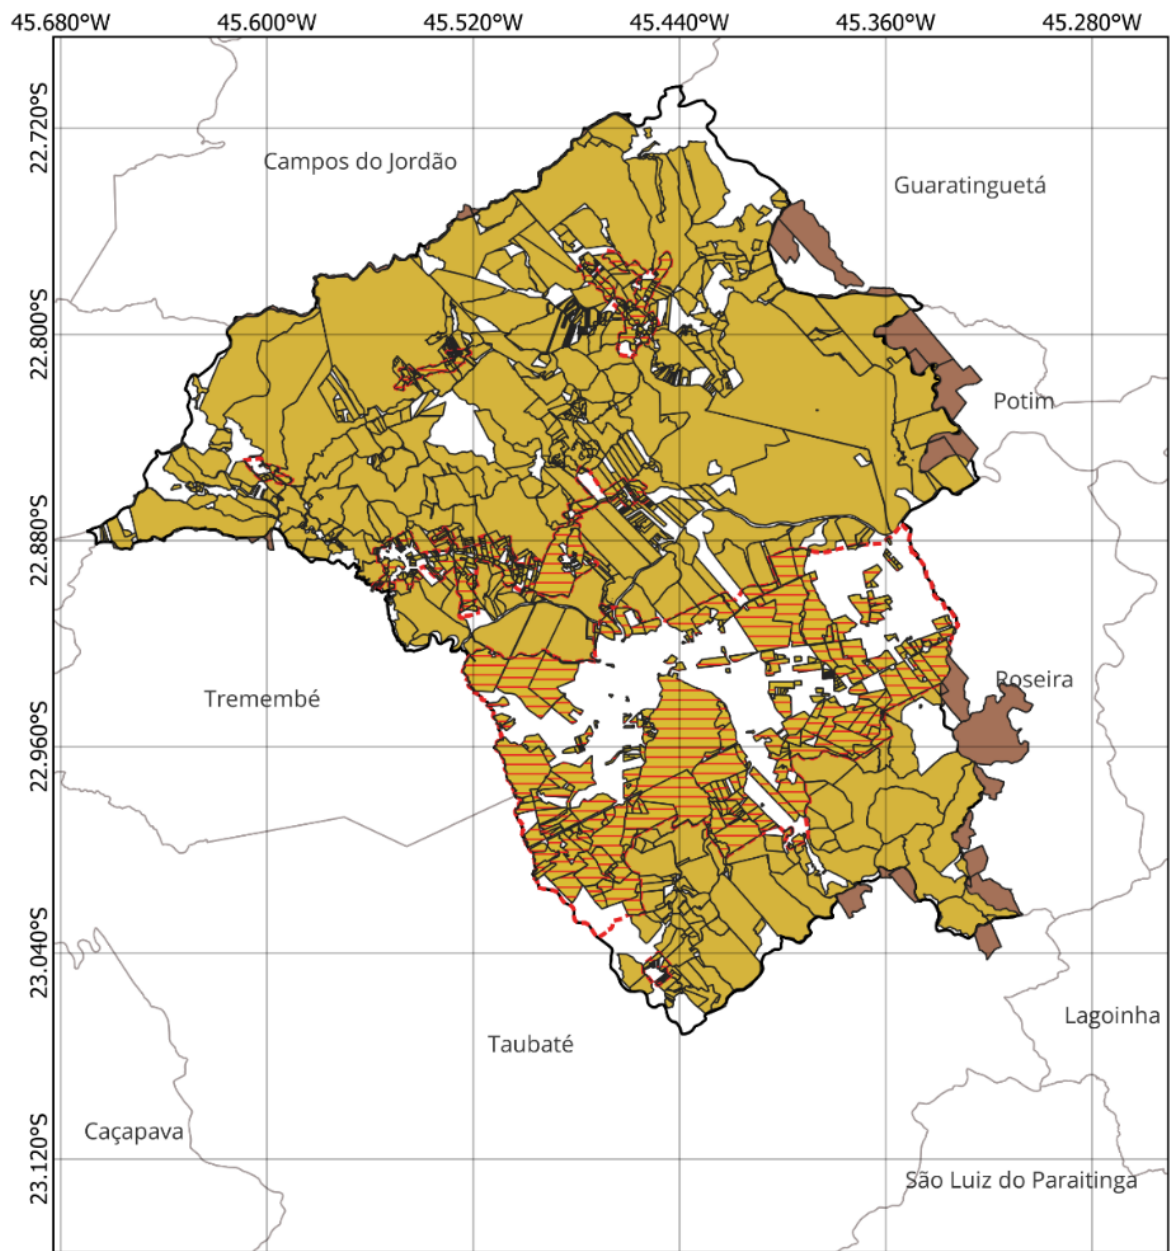 45.680°W 45.600°W 45.520°W 45.440°W 45.360°W 45.280°W
22.720°S
Campos do Jordão
Guaratinguetá
22.800°S
Potim
22.880°S
Roseira
Tremembé
22.960°S
23.040°S
Lagoinha
Taubaté
Caçapava
23.120°S
São Luiz do Paraitinga